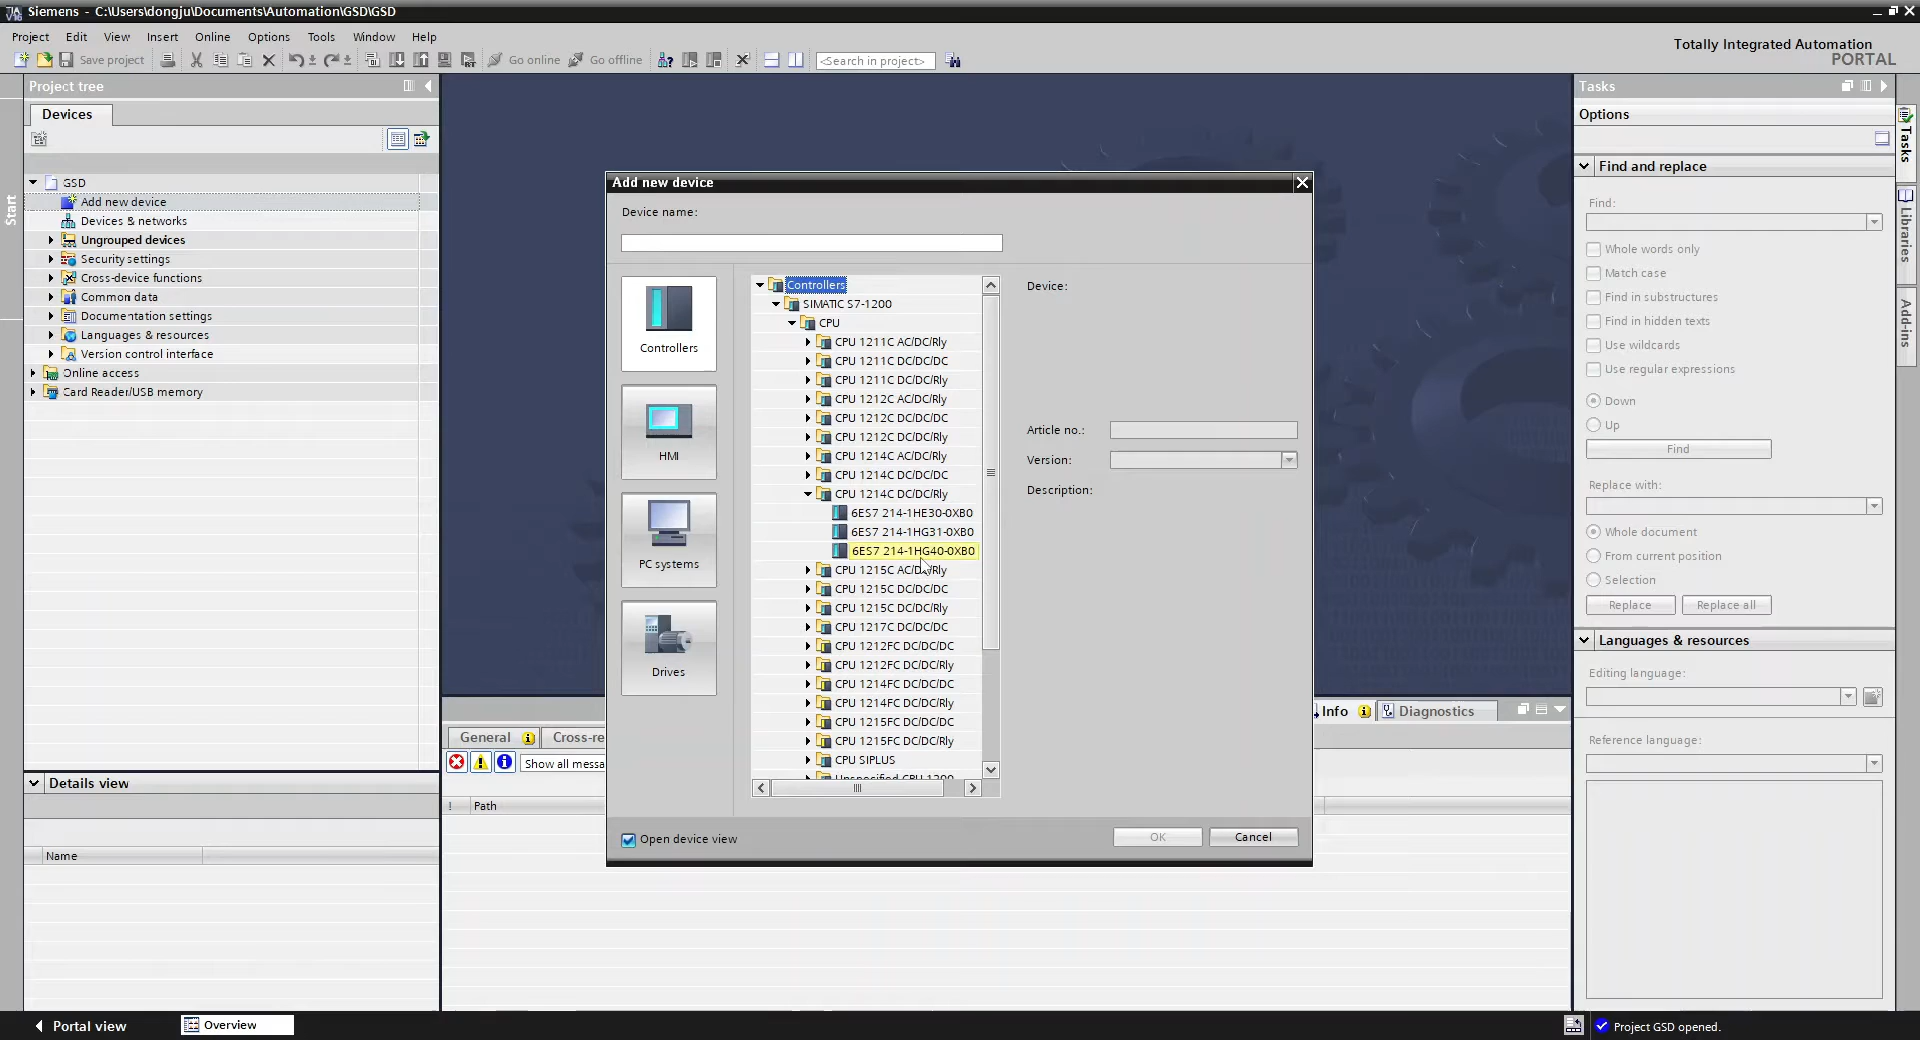 Siemens - C:\Users\dongju\Documents\Automation\GSD\GSD
Project Edit View Insert Online Options Tools Window Help
Save project Go online Go offline <Search in project>
Totally Integrated Automation
PORTAL
Start
Project tree
Devices
GSD
Add new device
Devices & networks
Ungrouped devices
Security settings
Cross-device functions
Common data
Documentation settings
Languages & resources
Version control interface
Online access
Card Reader/USB memory
Details view
Name
Add new device
Device name:
Controllers
HMI
PC systems
Drives
Controllers
SIMATIC S7-1200
CPU
CPU 1211C AC/DC/Rly
CPU 1211C DC/DC/DC
CPU 1211C DC/DC/Rly
CPU 1212C AC/DC/Rly
CPU 1212C DC/DC/DC
CPU 1212C DC/DC/Rly
CPU 1214C AC/DC/Rly
CPU 1214C DC/DC/DC
CPU 1214C DC/DC/Rly
6ES7 214-1HE30-0XB0
6ES7 214-1HG31-0XB0
6ES7 214-1HG40-0XB0
CPU 1215C AC/DC/Rly
CPU 1215C DC/DC/DC
CPU 1215C DC/DC/Rly
CPU 1217C DC/DC/DC
CPU 1212FC DC/DC/DC
CPU 1212FC DC/DC/Rly
CPU 1214FC DC/DC/DC
CPU 1214FC DC/DC/Rly
CPU 1215FC DC/DC/DC
CPU 1215FC DC/DC/Rly
CPU SIPLUS
Unspecified CPU 1200
Device:
Article no.:
Version:
Description:
Open device view
OK Cancel
Info Diagnostics
General Cross-re
Show all messa
! Path
Tasks
Options
Find and replace
Find:
Whole words only
Match case
Find in substructures
Find in hidden texts
Use wildcards
Use regular expressions
Down
Up
Find
Replace with:
Whole document
From current position
Selection
Replace Replace all
Languages & resources
Editing language:
Reference language:
Tasks
Libraries
Add-ins
Portal view Overview
Project GSD opened.